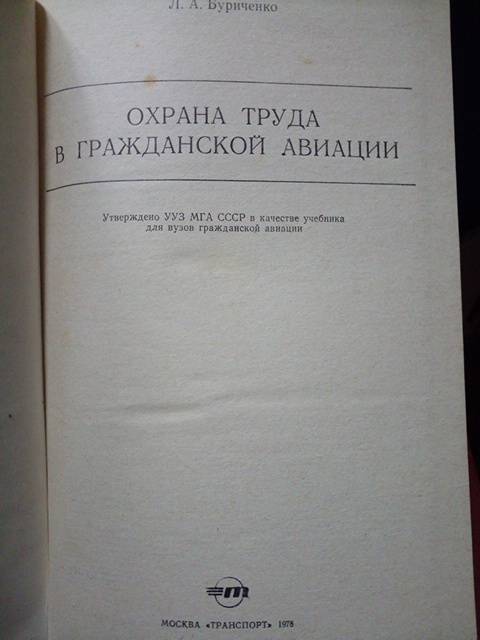 Л. А. Буриченко
ОХРАНА ТРУДА
В ГРАЖДАНСКОЙ АВИАЦИИ
Утверждено УУЗ МГА СССР в качестве учебника
для вузов гражданской авиации
МОСКВА «ТРАНСПОРТ» 1978